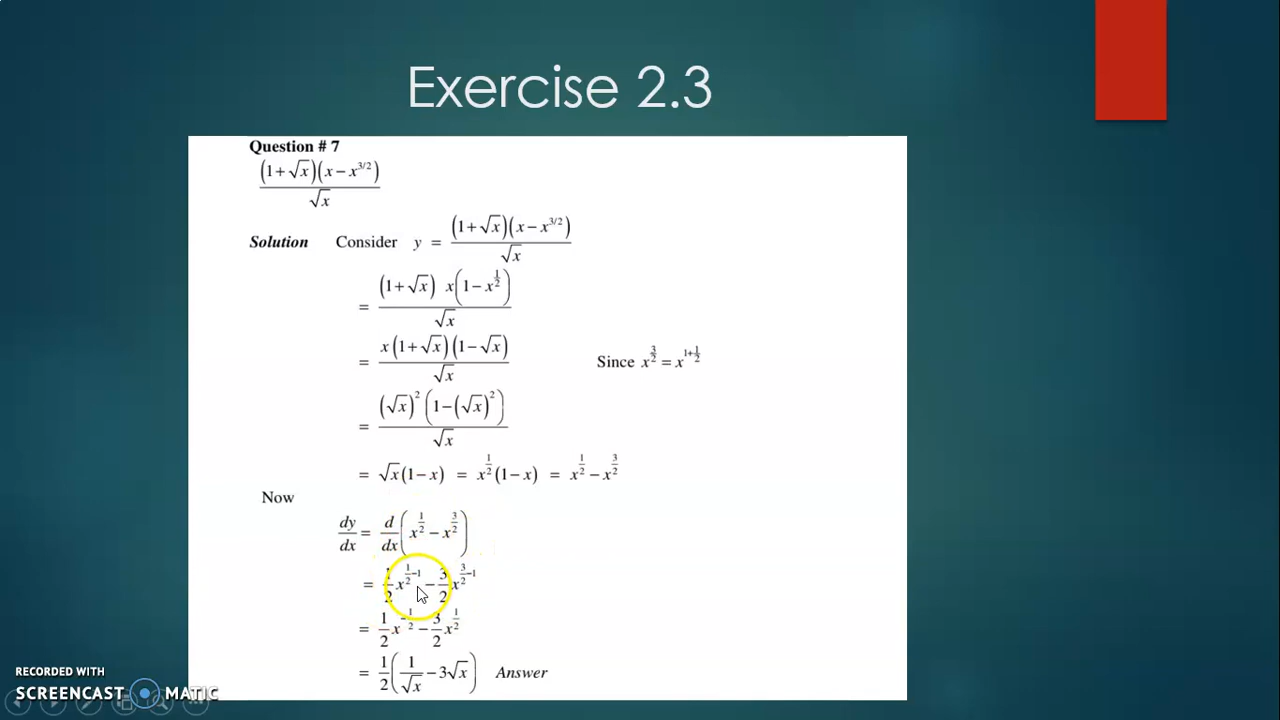 Exercise 2.3
Question # 7
(1+√x)(x−x^{3/2})/√x
Solution Consider y = (1+√x)(x−x^{3/2})/√x
= (1+√x) x(1−x^{1/2})/√x
= x(1+√x)(1−√x)/√x Since x^{3/2} = x^{1+1/2}
= (√x)^2 (1−(√x)^2)/√x
= √x(1−x) = x^{1/2}(1−x) = x^{1/2} − x^{3/2}
Now
dy/dx = d/dx (x^{1/2} − x^{3/2})
= 1/2 x^{1/2−1} − 3/2 x^{3/2−1}
= 1/2 x^{−1/2} − 3/2 x^{1/2}
= 1/2 (1/√x − 3√x) Answer
RECORDED WITH
SCREENCAST MATIC